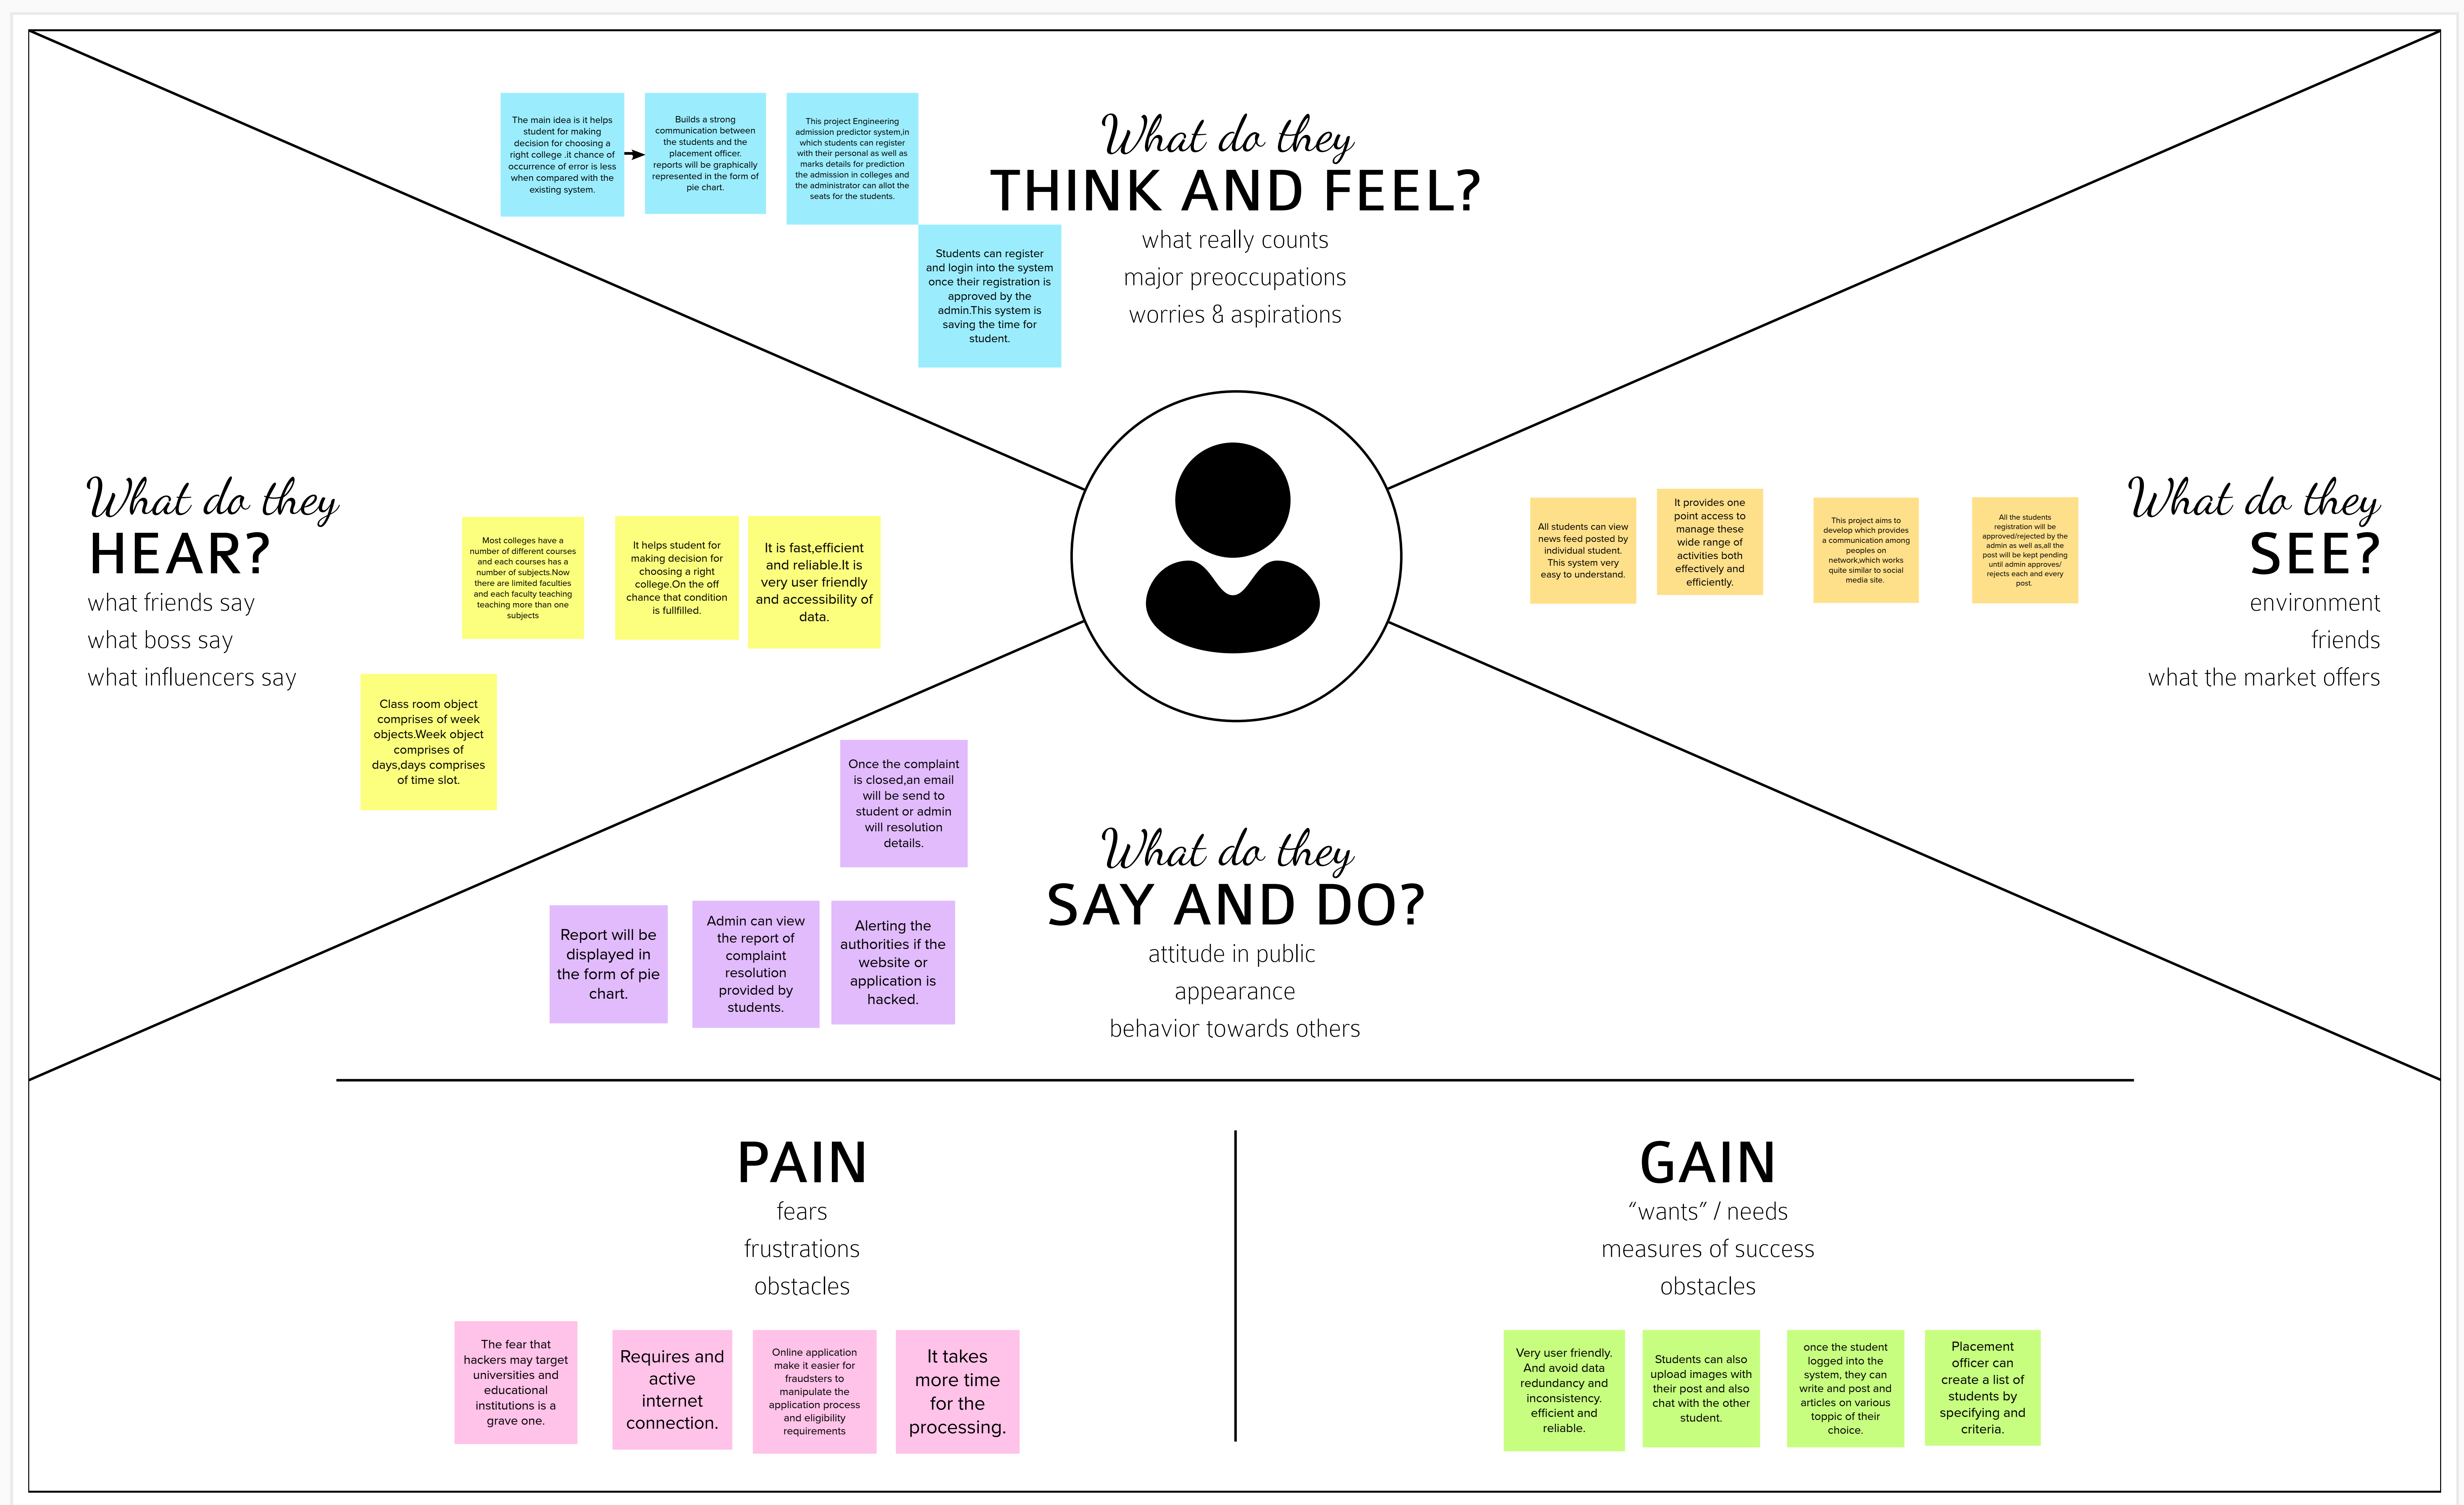 The main idea is it helps
student for making
decision for choosing a
right college .it chance of
occurrence of error is less
when compared with the
existing system.
Builds a strong
communication between
the students and the
placement officer.
reports will be graphically
represented in the form of
pie chart.
This project Engineering
admission predictor system,in
which students can register
with their personal as well as
marks details for prediction
the admission in colleges and
the administrator can allot the
seats for the students.
Students can register
and login into the system
once their registration is
approved by the
admin.This system is
saving the time for
student.
What do they
THINK AND FEEL?
what really counts
major preoccupations
worries & aspirations
What do they
HEAR?
what friends say
what boss say
what influencers say
Most colleges have a
number of different courses
and each courses has a
number of subjects.Now
there are limited faculties
and each faculty teaching
teaching more than one
subjects
It helps student for
making decision for
choosing a right
college.On the off
chance that condition
is fullfilled.
It is fast,efficient
and reliable.It is
very user friendly
and accessibility of
data.
Class room object
comprises of week
objects.Week object
comprises of
days,days comprises
of time slot.
All students can view
news feed posted by
individual student.
This system very
easy to understand.
It provides one
point access to
manage these
wide range of
activities both
effectively and
efficiently.
This project aims to
develop which provides
a communication among
peoples on
network,which works
quite similar to social
media site.
All the students
registration will be
approved/rejected by the
admin as well as,all the
post will be kept pending
until admin approves/
rejects each and every
post.
What do they
SEE?
environment
friends
what the market offers
Once the complaint
is closed,an email
will be send to
student or admin
will resolution
details.
Report will be
displayed in
the form of pie
chart.
Admin can view
the report of
complaint
resolution
provided by
students.
Alerting the
authorities if the
website or
application is
hacked.
What do they
SAY AND DO?
attitude in public
appearance
behavior towards others
PAIN
fears
frustrations
obstacles
The fear that
hackers may target
universities and
educational
institutions is a
grave one.
Requires and
active
internet
connection.
Online application
make it easier for
fraudsters to
manipulate the
application process
and eligibility
requirements
It takes
more time
for the
processing.
GAIN
“wants” / needs
measures of success
obstacles
Very user friendly.
And avoid data
redundancy and
inconsistency.
efficient and
reliable.
Students can also
upload images with
their post and also
chat with the other
student.
once the student
logged into the
system, they can
write and post and
articles on various
toppic of their
choice.
Placement
officer can
create a list of
students by
specifying and
criteria.